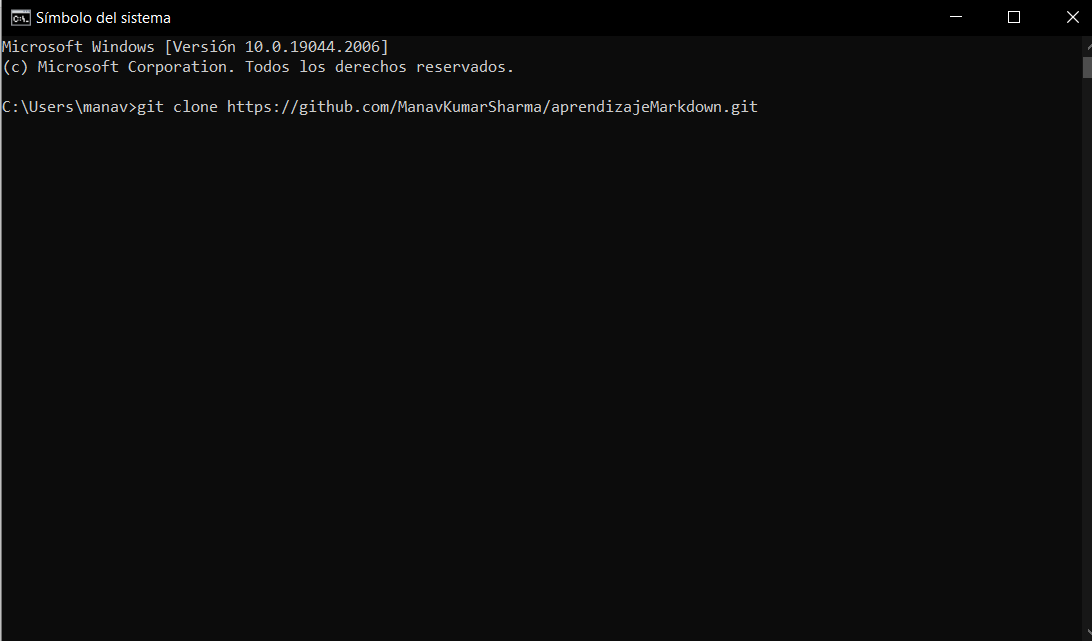 Símbolo del sistema
Microsoft Windows [Versión 10.0.19044.2006]
(c) Microsoft Corporation. Todos los derechos reservados.
C:\Users\manav>git clone https://github.com/ManavKumarSharma/aprendizajeMarkdown.git